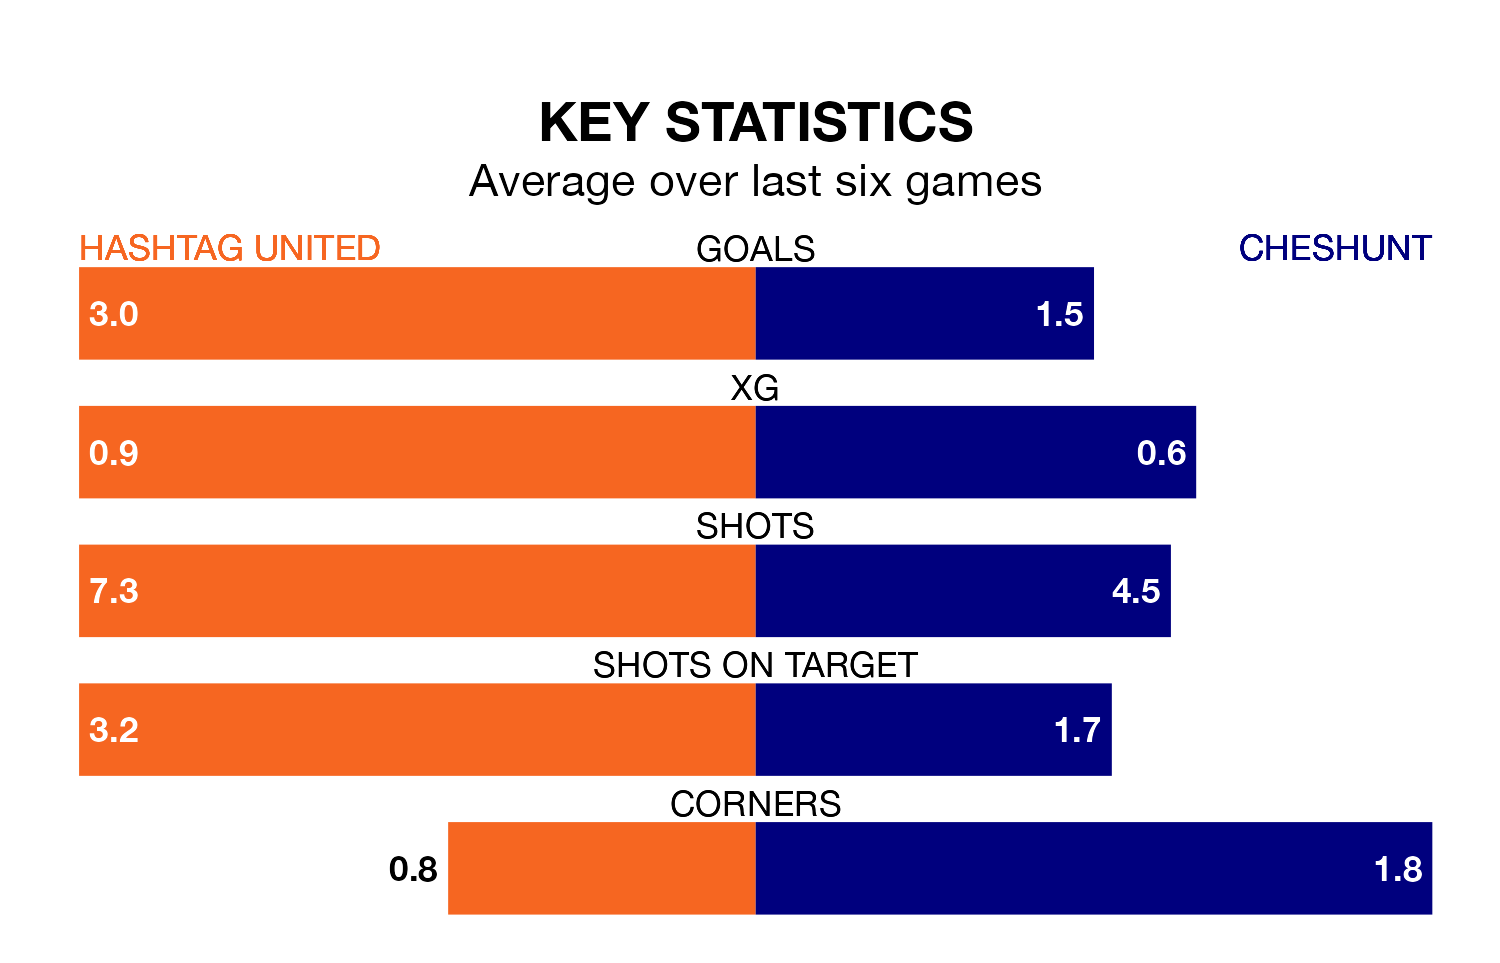 KEY STATISTICS
Average over last six games
HASHTAG UNITED GOALS CHESHUNT
3.0 1.5
XG
0.9 0.6
SHOTS
7.3 4.5
SHOTS ON TARGET
3.2 1.7
CORNERS
0.8 1.8